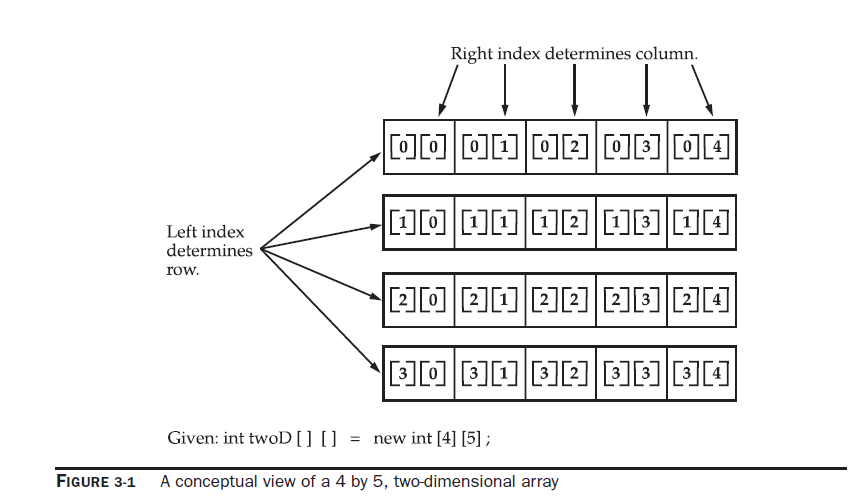 Right index determines column.
[0][0] [0][1] [0][2] [0][3] [0][4]
[1][0] [1][1] [1][2] [1][3] [1][4]
Left index
determines
row.
[2][0] [2][1] [2][2] [2][3] [2][4]
[3][0] [3][1] [3][2] [3][3] [3][4]
Given: int twoD [ ] [ ] = new int [4] [5] ;
FIGURE 3-1 A conceptual view of a 4 by 5, two-dimensional array